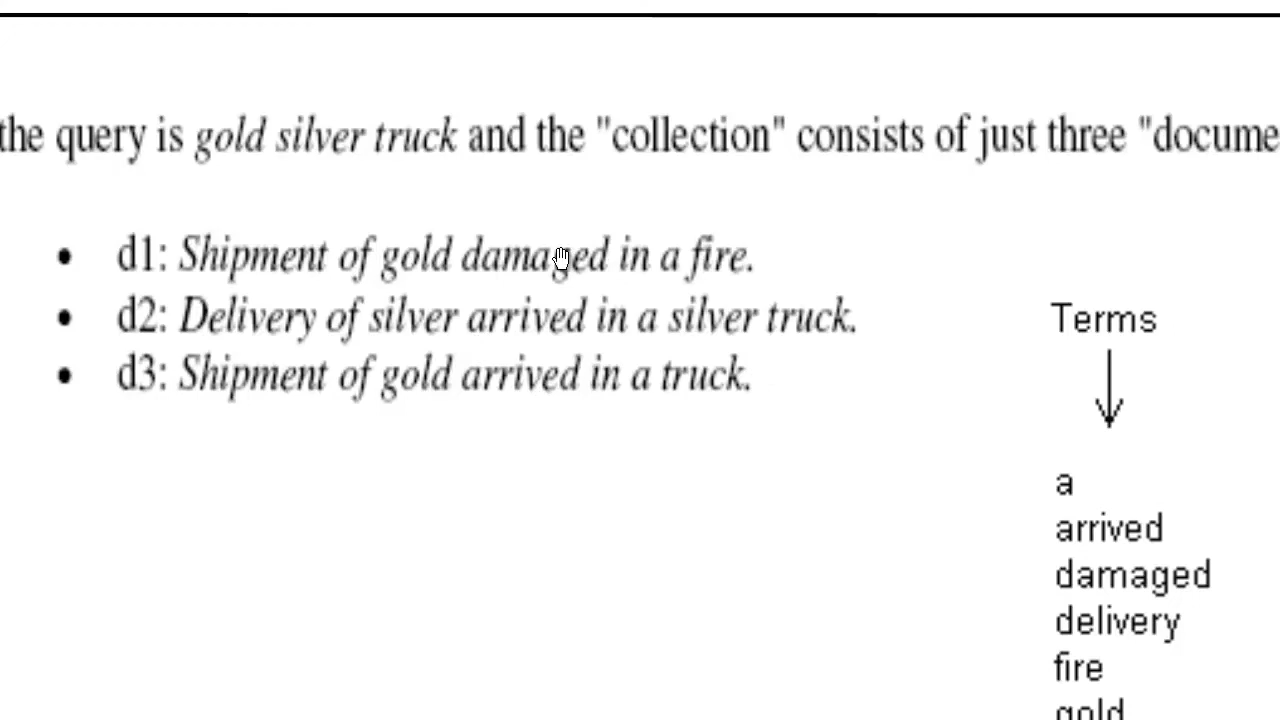 the query is gold silver truck and the "collection" consists of just three "docume
• d1: Shipment of gold damaged in a fire.
• d2: Delivery of silver arrived in a silver truck.
• d3: Shipment of gold arrived in a truck.
Terms
a
arrived
damaged
delivery
fire
gold